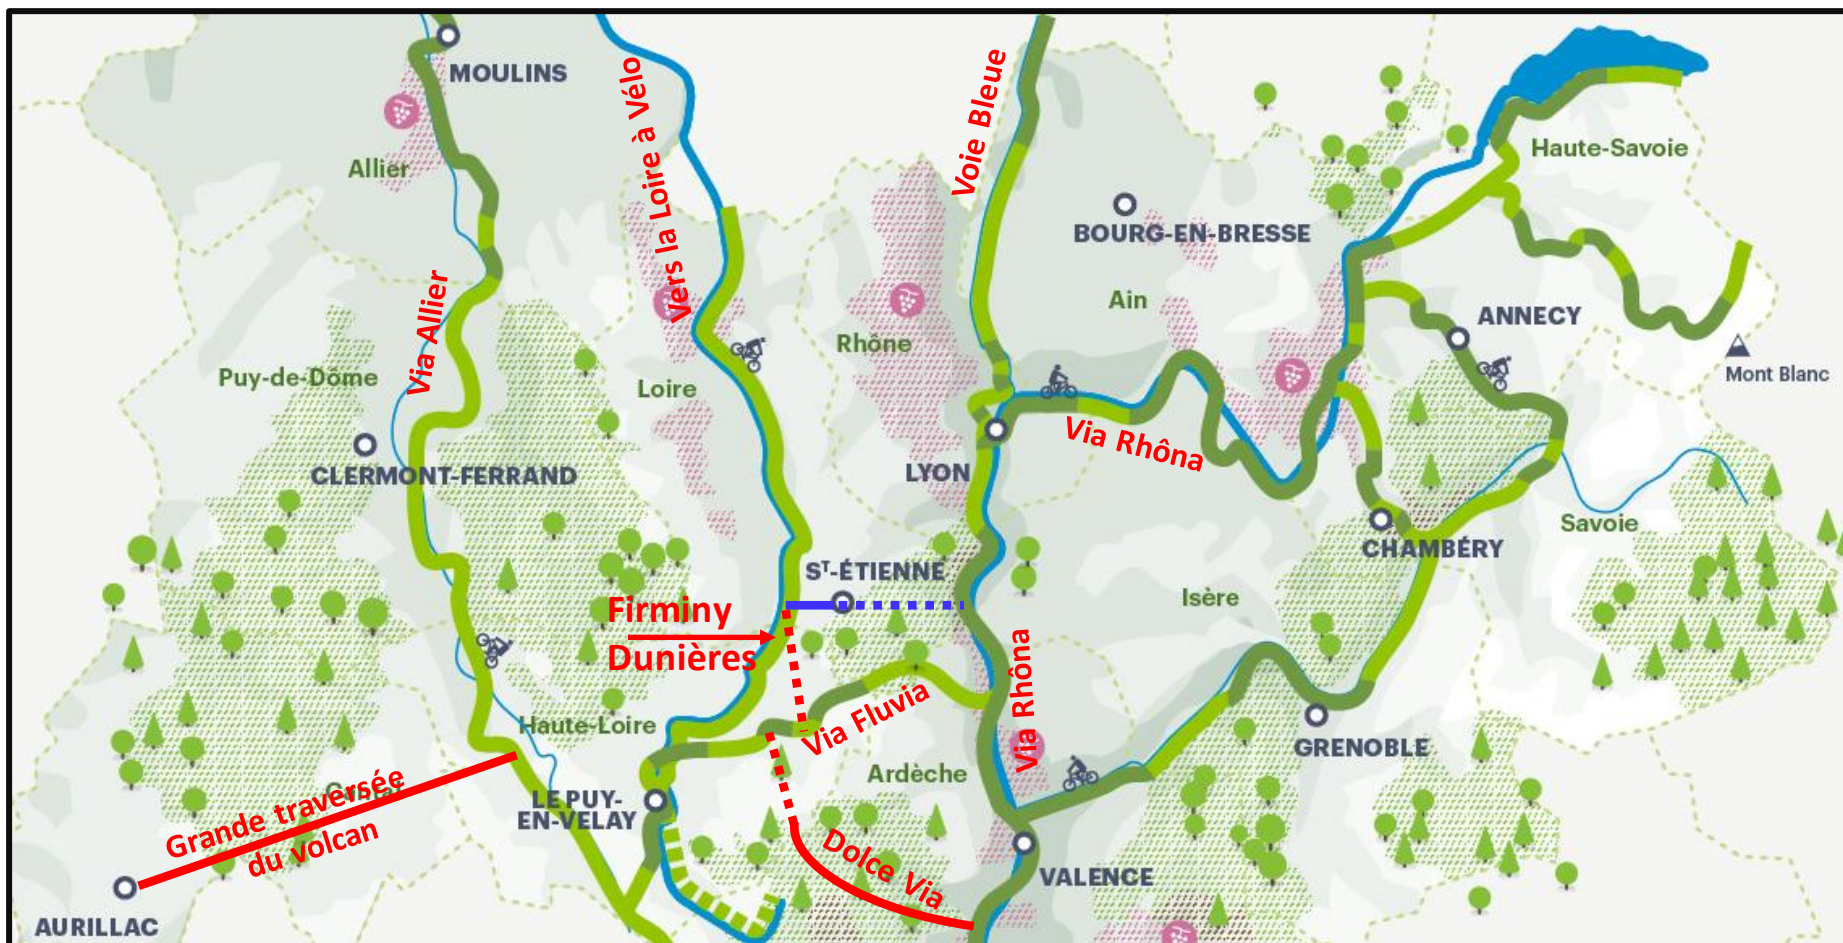 MOULINS
Vers la Loire à Vélo
Voie Bleue
Allier
Haute-Savoie
BOURG-EN-BRESSE
Via Allier
Ain
ANNECY
Rhône
Mont Blanc
Puy-de-Dôme
Loire
Via Rhôna
CLERMONT-FERRAND
LYON
Savoie
CHAMBÉRY
Sᵀ-ÉTIENNE
Isère
Firminy
Dunières
Via Rhôna
Haute-Loire
Via Fluvia
GRENOBLE
Ardèche
Cantal
Grande traversée
du volcan
LE PUY-
EN-VELAY
Dolce Via
VALENCE
AURILLAC